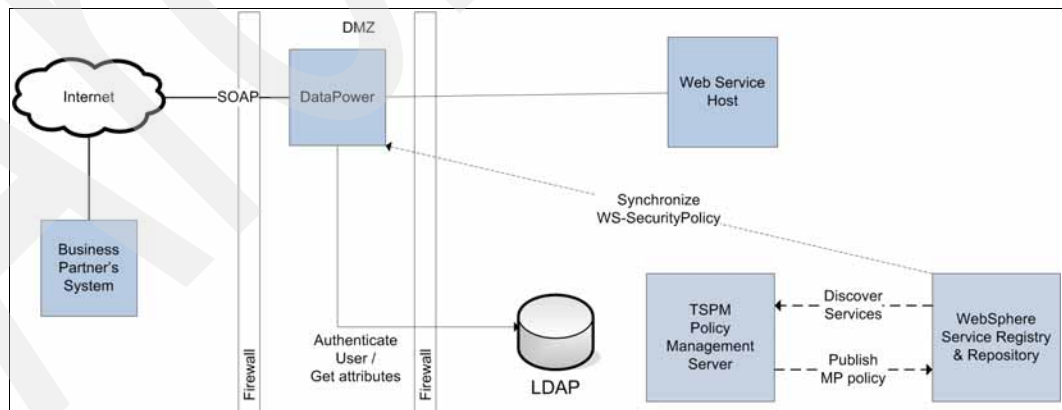 DMZ
Internet
SOAP
DataPower
Web Service
Host
Synchronize
WS-SecurityPolicy
Business
Partner's
System
Firewall
Authenticate
User /
Get attributes
Firewall
LDAP
TSPM
Policy
Management
Server
Discover
Services
Publish
MP policy
WebSphere
Service Registry
& Repository